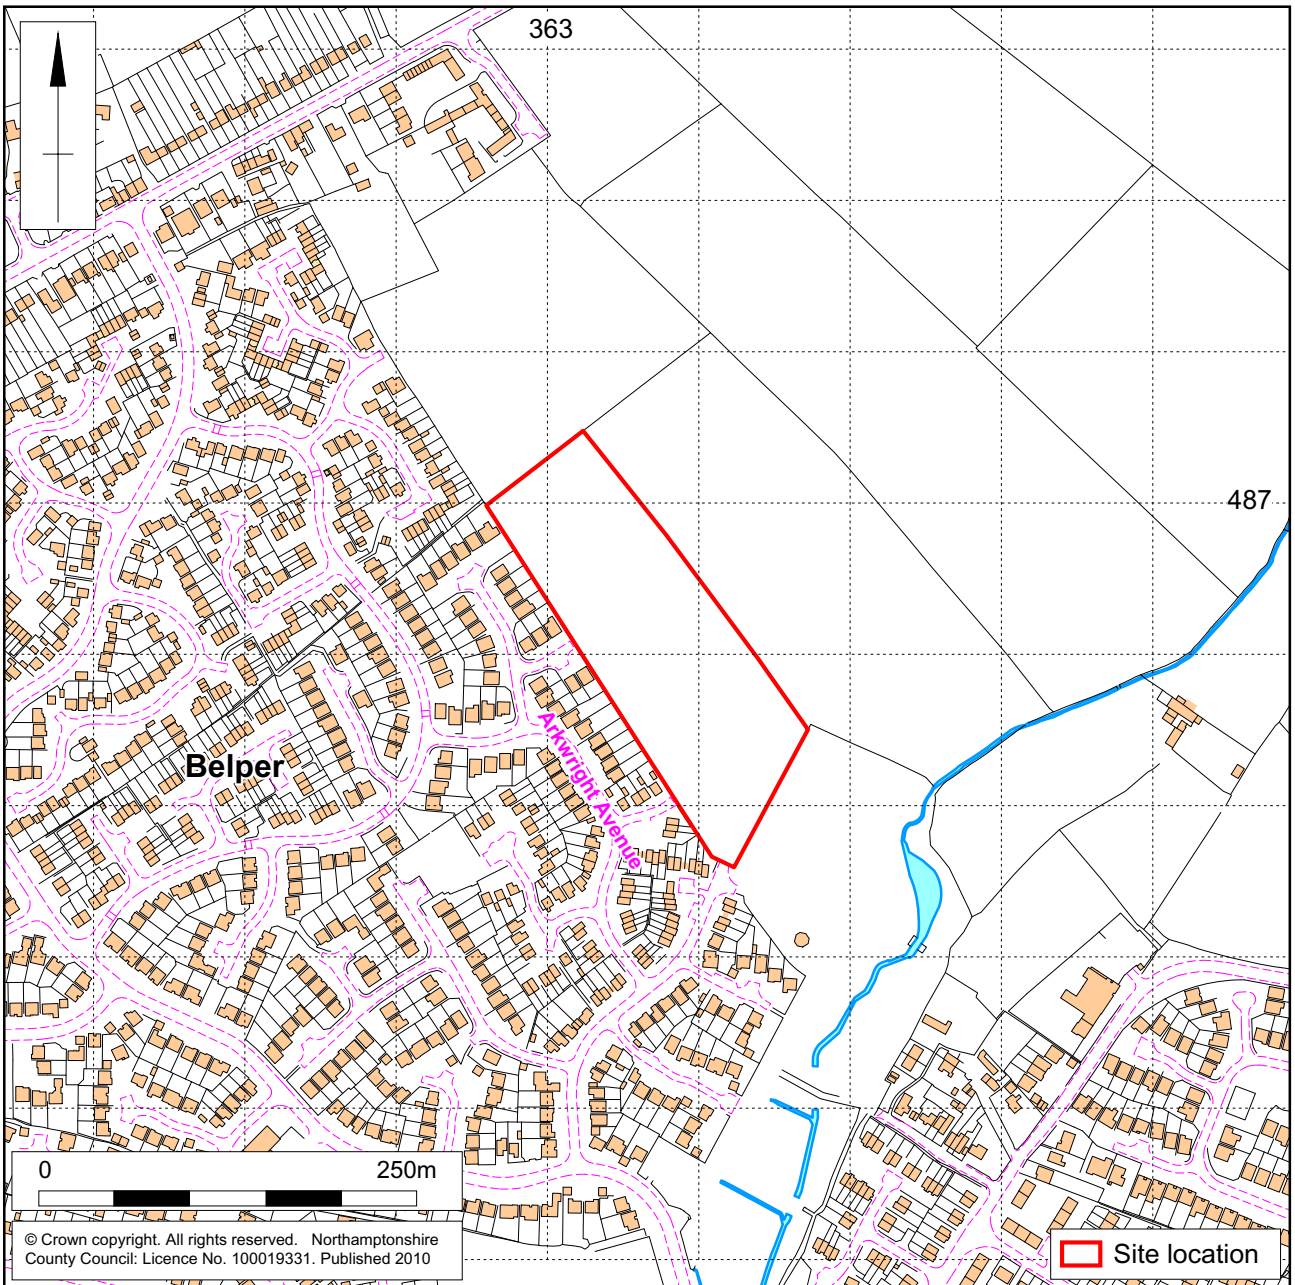 363
487
Belper
Arkwright Avenue
0 250m
© Crown copyright. All rights reserved. Northamptonshire
County Council: Licence No. 100019331. Published 2010
Site location